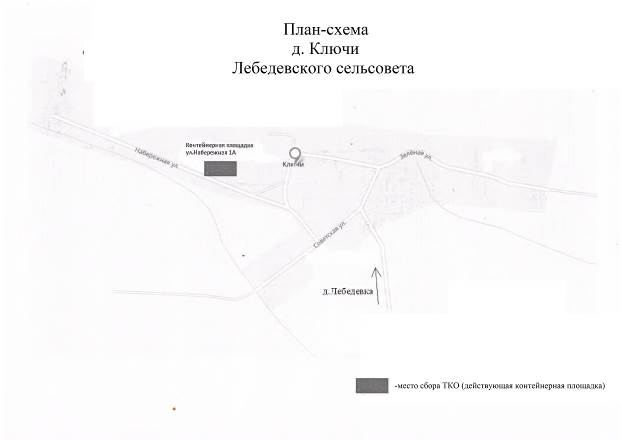 План-схема
д. Ключи
Лебедевского сельсовета
Контейнерная площадка
ул.Набережная 1А
Набережная ул.
Ключи
Зелёная ул.
Советская ул.
д.Лебедевка
-место сбора ТКО (действующая контейнерная площадка)